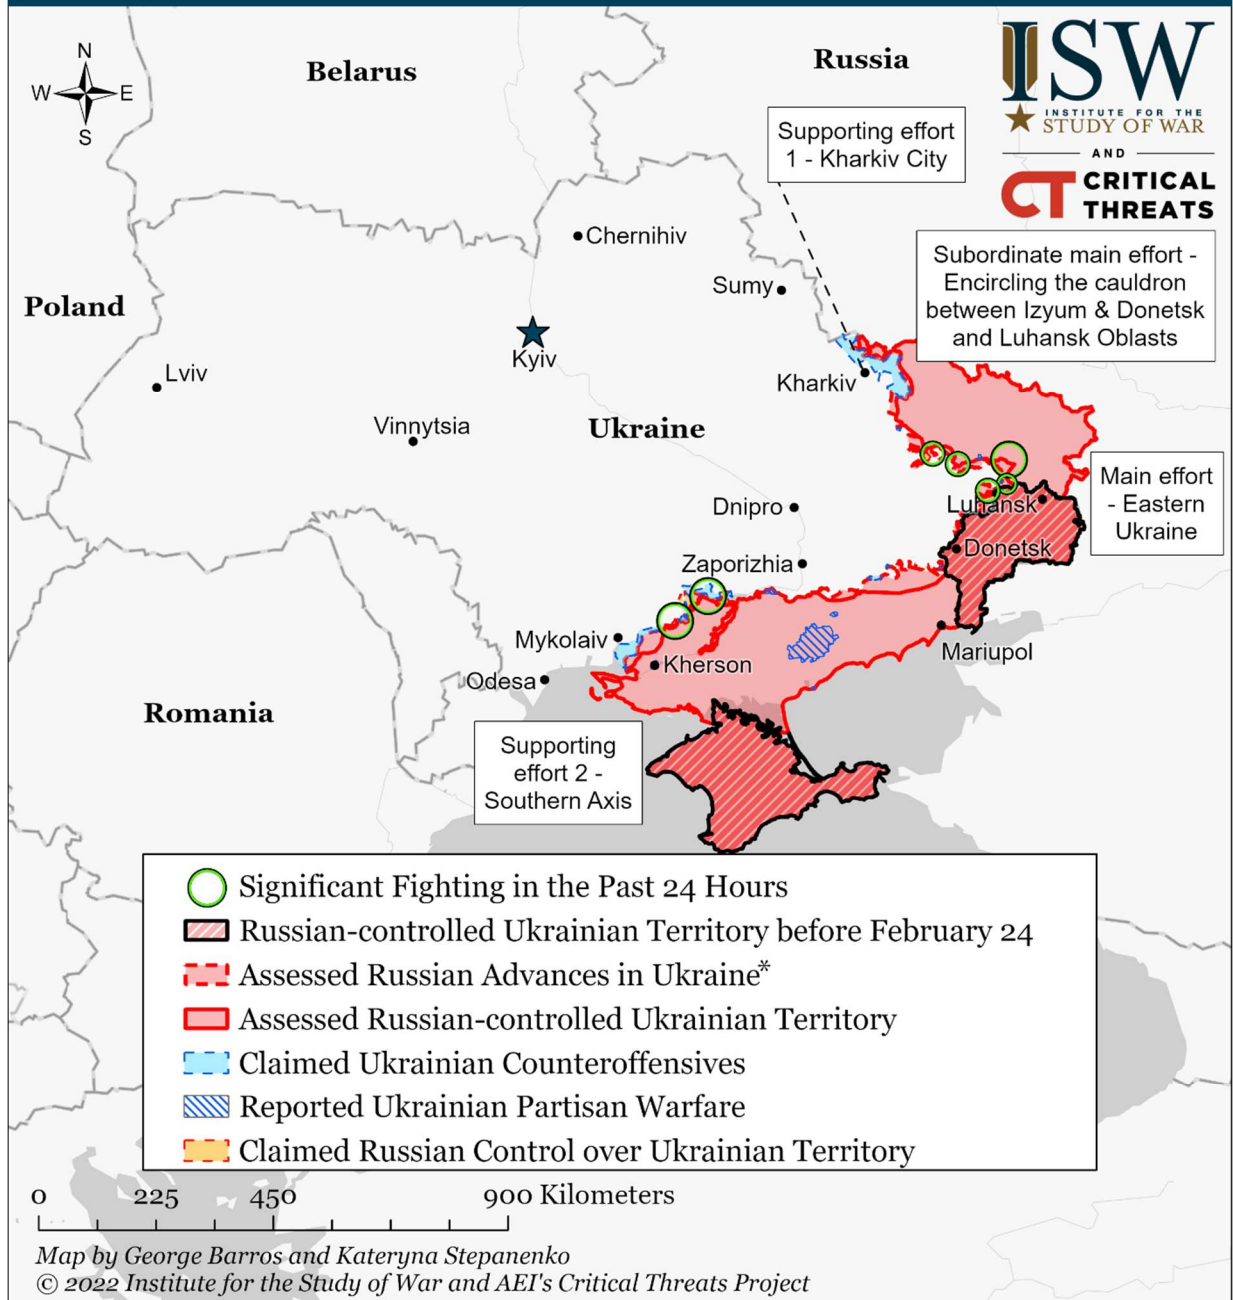 N
W E
S
Belarus
Russia
ISW
INSTITUTE FOR THE
STUDY OF WAR
AND
CT CRITICAL
THREATS
Supporting effort
1 - Kharkiv City
Subordinate main effort -
Encircling the cauldron
between Izyum & Donetsk
and Luhansk Oblasts
Chernihiv
Sumy
Poland
Kyiv
Lviv
Kharkiv
Vinnytsia
Ukraine
Main effort
- Eastern
Ukraine
Dnipro
Luhansk
Donetsk
Zaporizhia
Mykolaiv
Mariupol
Kherson
Odesa
Romania
Supporting
effort 2 -
Southern Axis
Significant Fighting in the Past 24 Hours
Russian-controlled Ukrainian Territory before February 24
Assessed Russian Advances in Ukraine*
Assessed Russian-controlled Ukrainian Territory
Claimed Ukrainian Counteroffensives
Reported Ukrainian Partisan Warfare
Claimed Russian Control over Ukrainian Territory
0 225 450 900 Kilometers
Map by George Barros and Kateryna Stepanenko
© 2022 Institute for the Study of War and AEI's Critical Threats Project